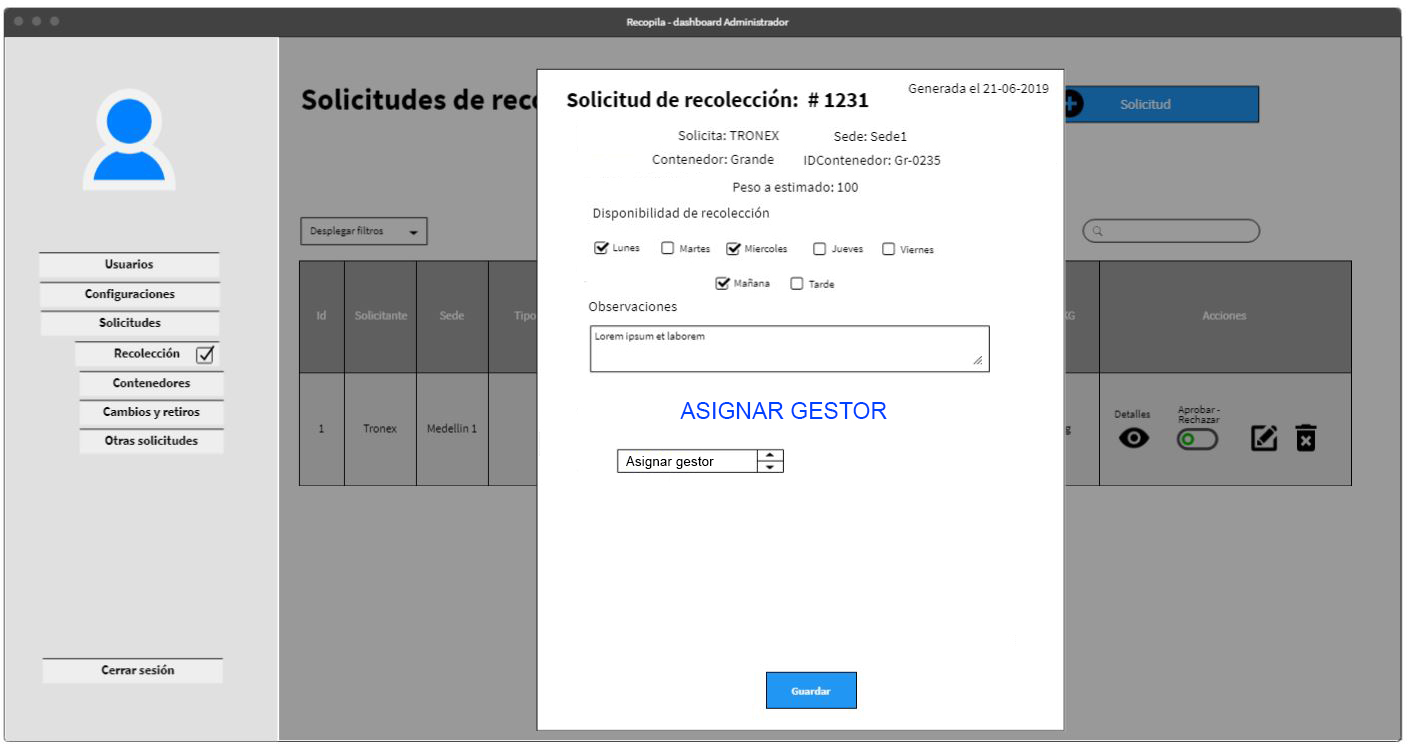 Recopila - dashboard Administrador
Usuarios
Configuraciones
Solicitudes
Recolección
Contenedores
Cambios y retiros
Otras solicitudes
Cerrar sesión
Solicitudes de reco
Solicitud
Desplegar filtros
Id Solicitante Sede Tipo KG Acciones
1 Tronex Medellin 1 g
Detalles Aprobar -
Rechazar
Solicitud de recolección: # 1231
Generada el 21-06-2019
Solicita: TRONEX Sede: Sede1
Contenedor: Grande IDContenedor: Gr-0235
Peso a estimado: 100
Disponibilidad de recolección
Lunes Martes Miercoles Jueves Viernes
Mañana Tarde
Observaciones
Lorem ipsum et laborem
ASIGNAR GESTOR
Asignar gestor
Guardar